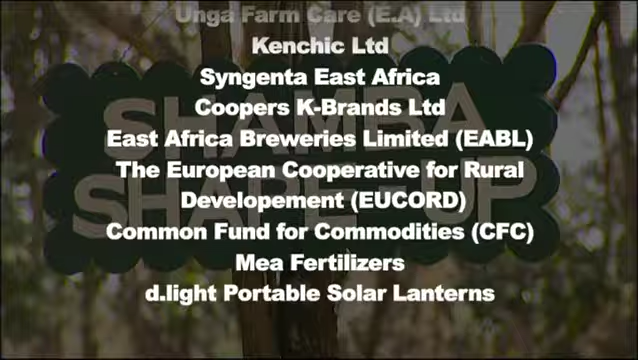 Unga Farm Care (E.A) Ltd
Kenchic Ltd
Syngenta East Africa
Coopers K-Brands Ltd
East Africa Breweries Limited (EABL)
The European Cooperative for Rural
Developement (EUCORD)
Common Fund for Commodities (CFC)
Mea Fertilizers
d.light Portable Solar Lanterns
SHAMBA
SHAPE-UP